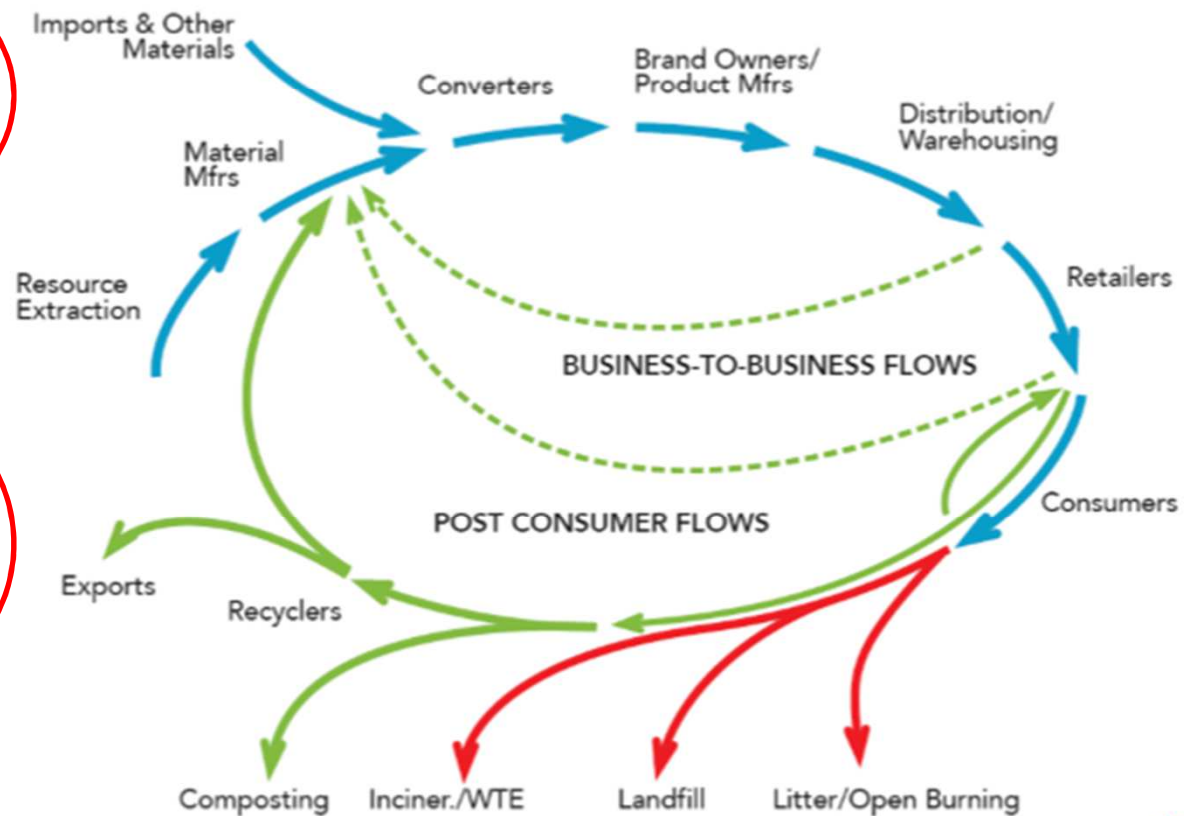 Imports & Other
Materials
Converters
Brand Owners/
Product Mfrs
Distribution/
Warehousing
Material
Mfrs
Resource
Extraction
Retailers
BUSINESS-TO-BUSINESS FLOWS
Consumers
POST CONSUMER FLOWS
Exports
Recyclers
Composting
Inciner./WTE
Landfill
Litter/Open Burning